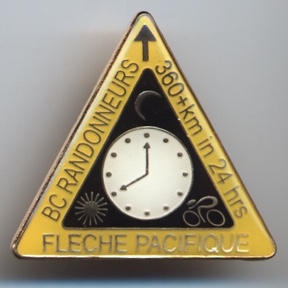 BC RANDONNEURS
360+km in 24 hrs
FLECHE PACIFIQUE